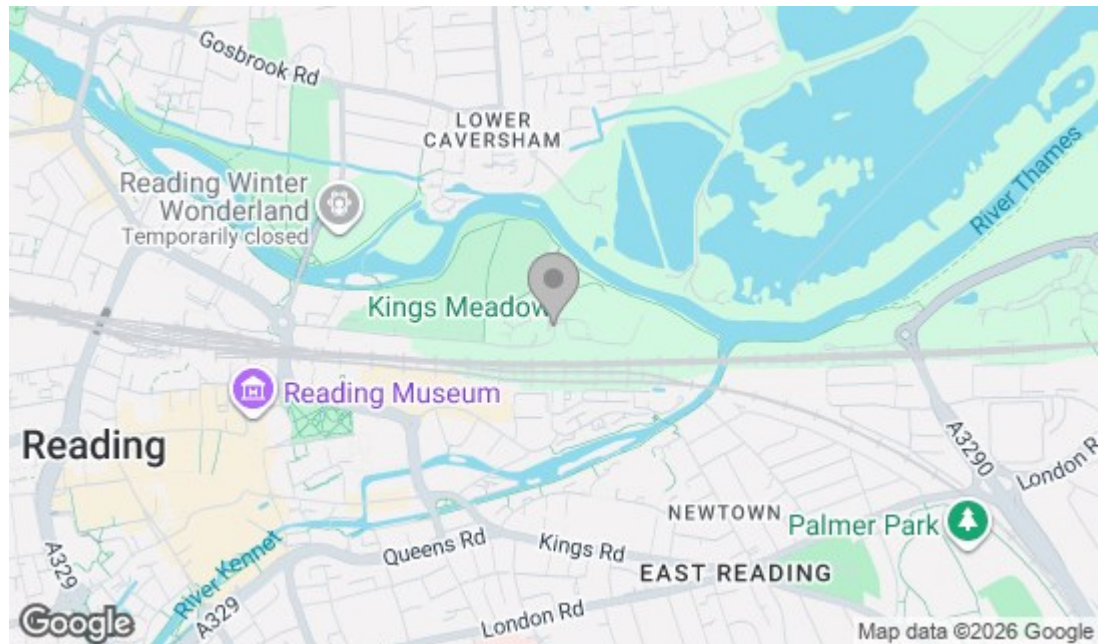 Gosbrook Rd
LOWER
CAVERSHAM
River Thames
Reading Winter
Wonderland
Temporarily closed
Kings Meadow
Reading Museum
Reading
A3290
London R
NEWTOWN
Palmer Park
Queens Rd
Kings Rd
EAST READING
River Kennet
A329
A329
London Rd
Google
Map data ©2026 Google